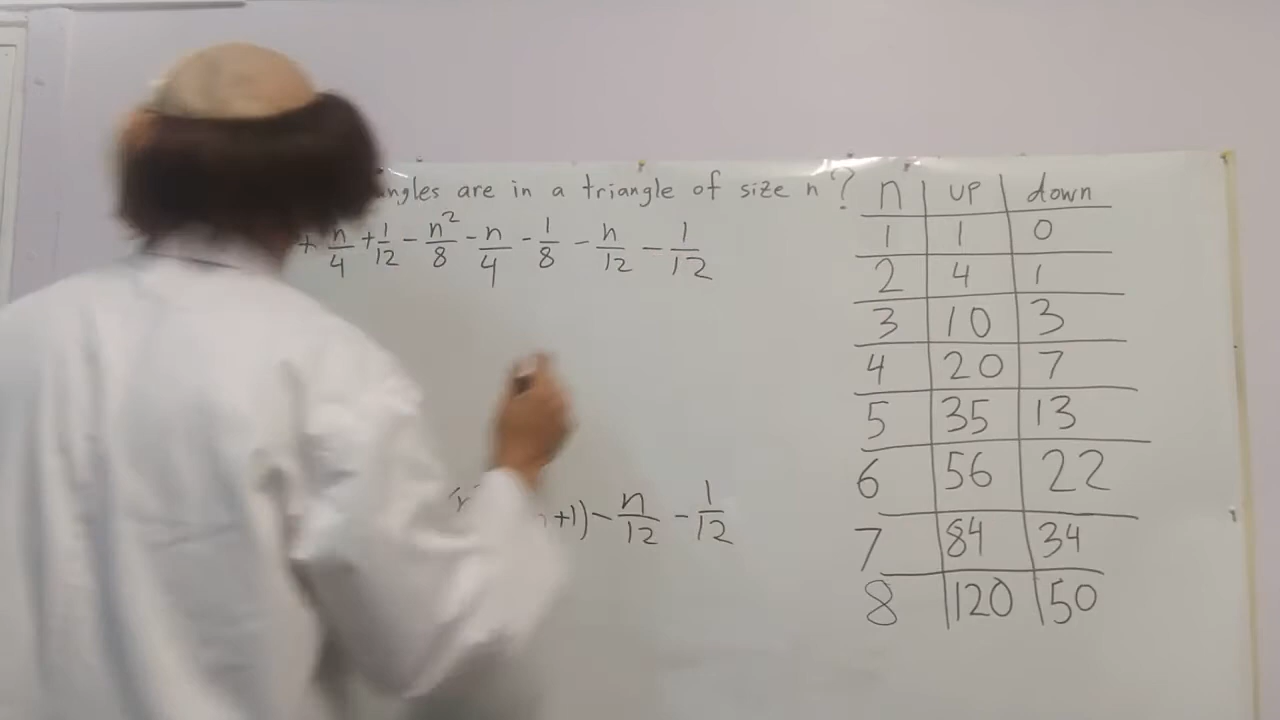 are in a triangle of size n?
+ n/4 + 1/12 - n²/8 - n/4 - 1/8 - n/12 - 1/12
+1) - n/12 - 1/12
n up down
1 1 0
2 4 1
3 10 3
4 20 7
5 35 13
6 56 22
7 84 34
8 120 50